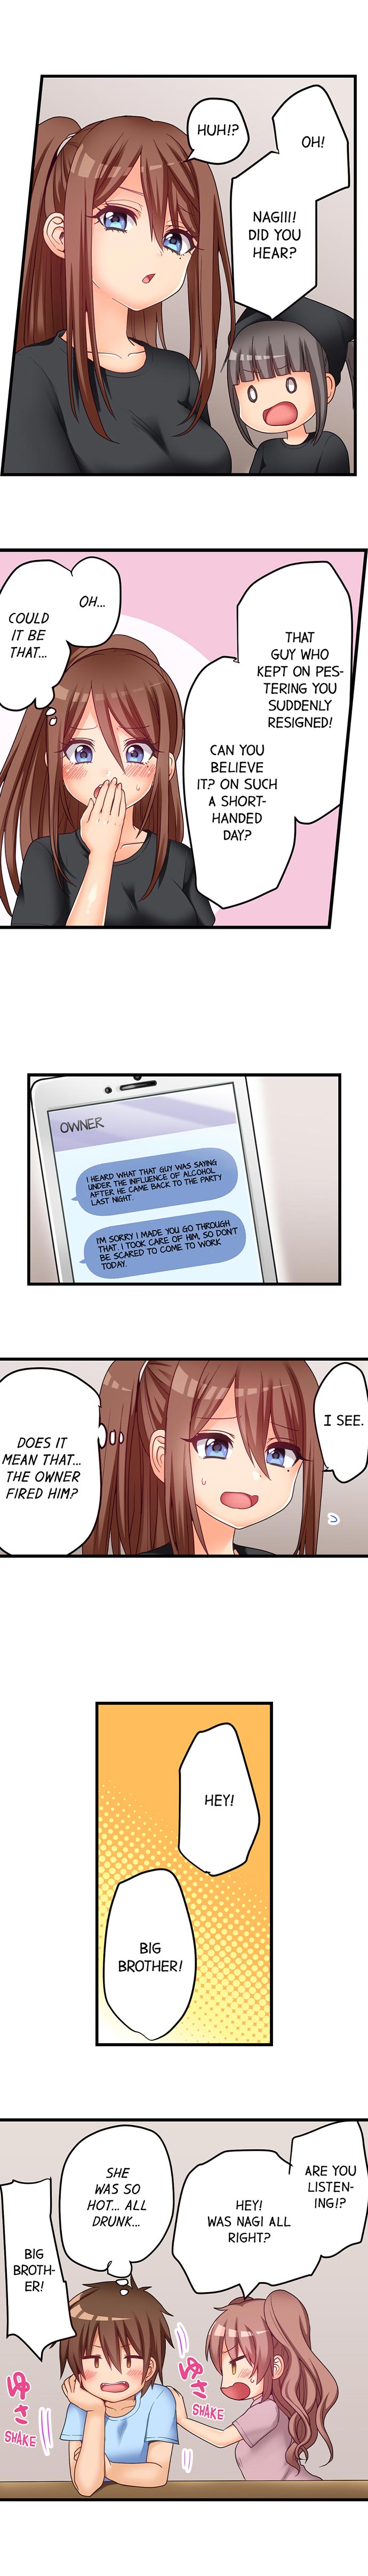 HUH!?
OH!
NAGIII!
DID YOU
HEAR?
OH...
COULD
IT BE
THAT...
THAT
GUY WHO
KEPT ON PES-
TERING YOU
SUDDENLY
RESIGNED!
CAN YOU
BELIEVE
IT? ON SUCH
A SHORT-
HANDED
DAY?
OWNER
I HEARD WHAT THAT GUY WAS SAYING
UNDER THE INFLUENCE OF ALCOHOL
AFTER HE CAME BACK TO THE PARTY
LAST NIGHT.
I'M SORRY I MADE YOU GO THROUGH
THAT. I TOOK CARE OF HIM, SO DON'T
BE SCARED TO COME TO WORK
TODAY.
I SEE.
DOES IT
MEAN THAT...
THE OWNER
FIRED HIM?
HEY!
BIG
BROTHER!
ARE YOU
LISTEN-
ING!?
HEY!
WAS NAGI ALL
RIGHT?
SHE
WAS SO
HOT... ALL
DRUNK...
BIG
BROTH-
ER!
ゆさ
SHAKE
ゆさ
SHAKE